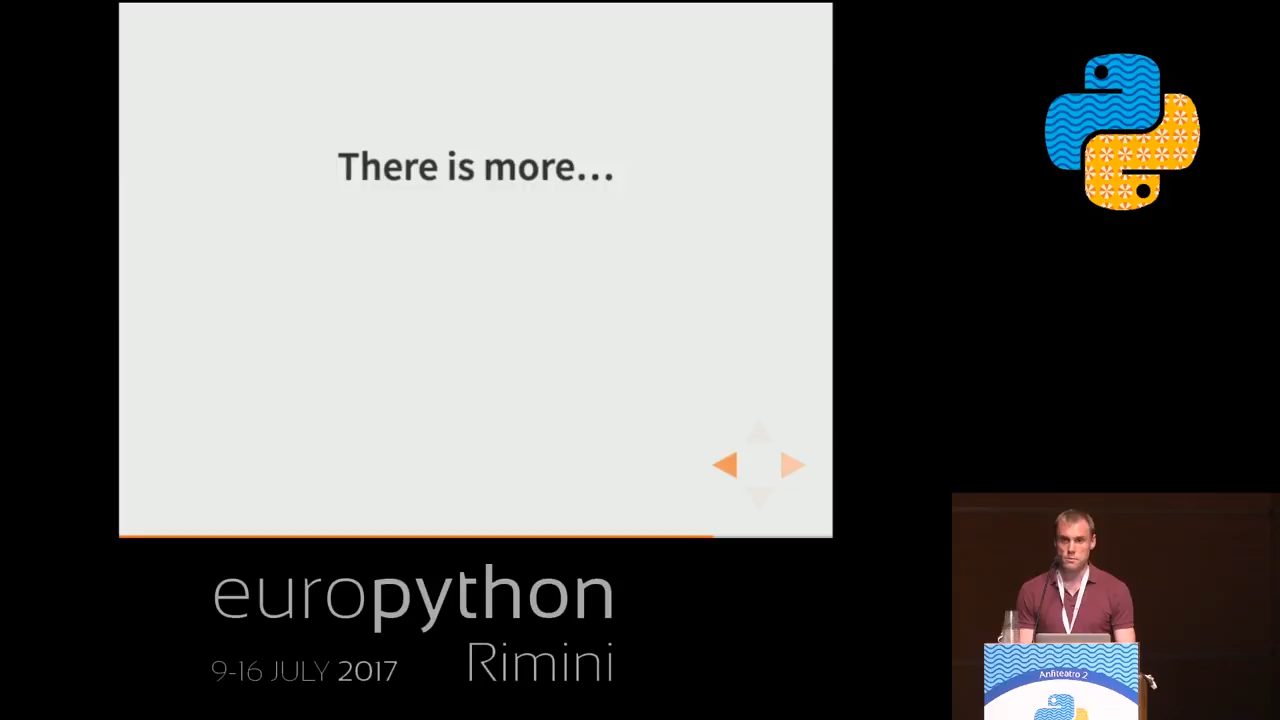 There is more...
europython
9-16 JULY 2017 Rimini
Anfiteatro 2